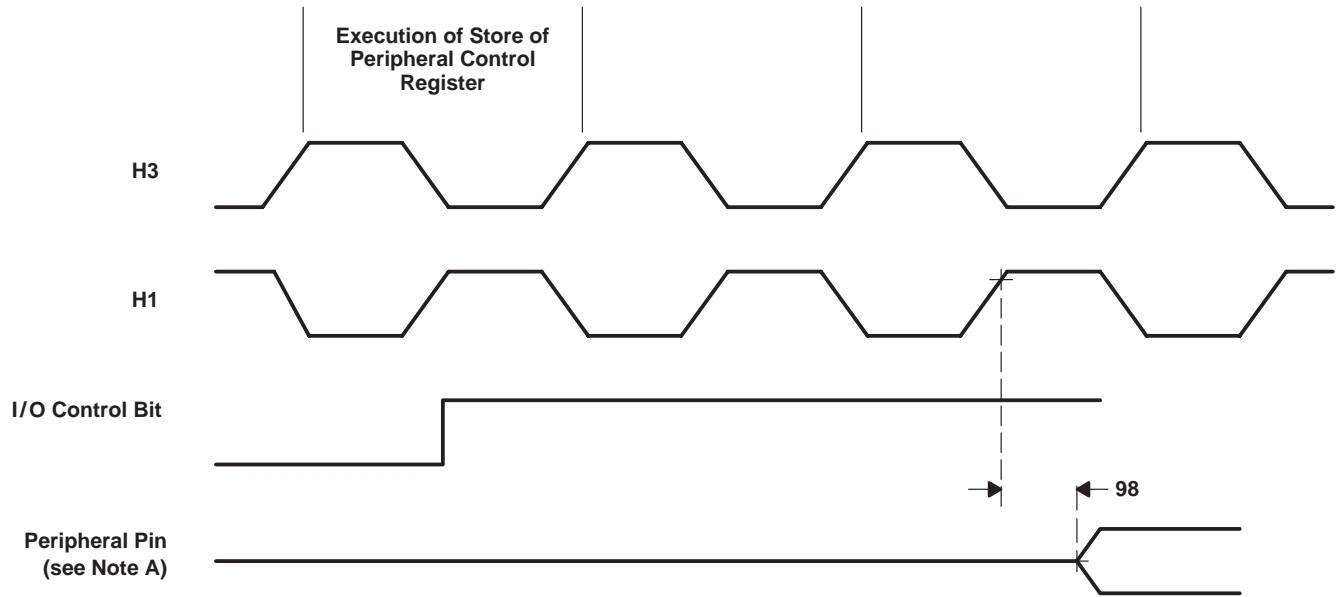 Execution of Store of
Peripheral Control
Register
H3
H1
I/O Control Bit
98
Peripheral Pin
(see Note A)